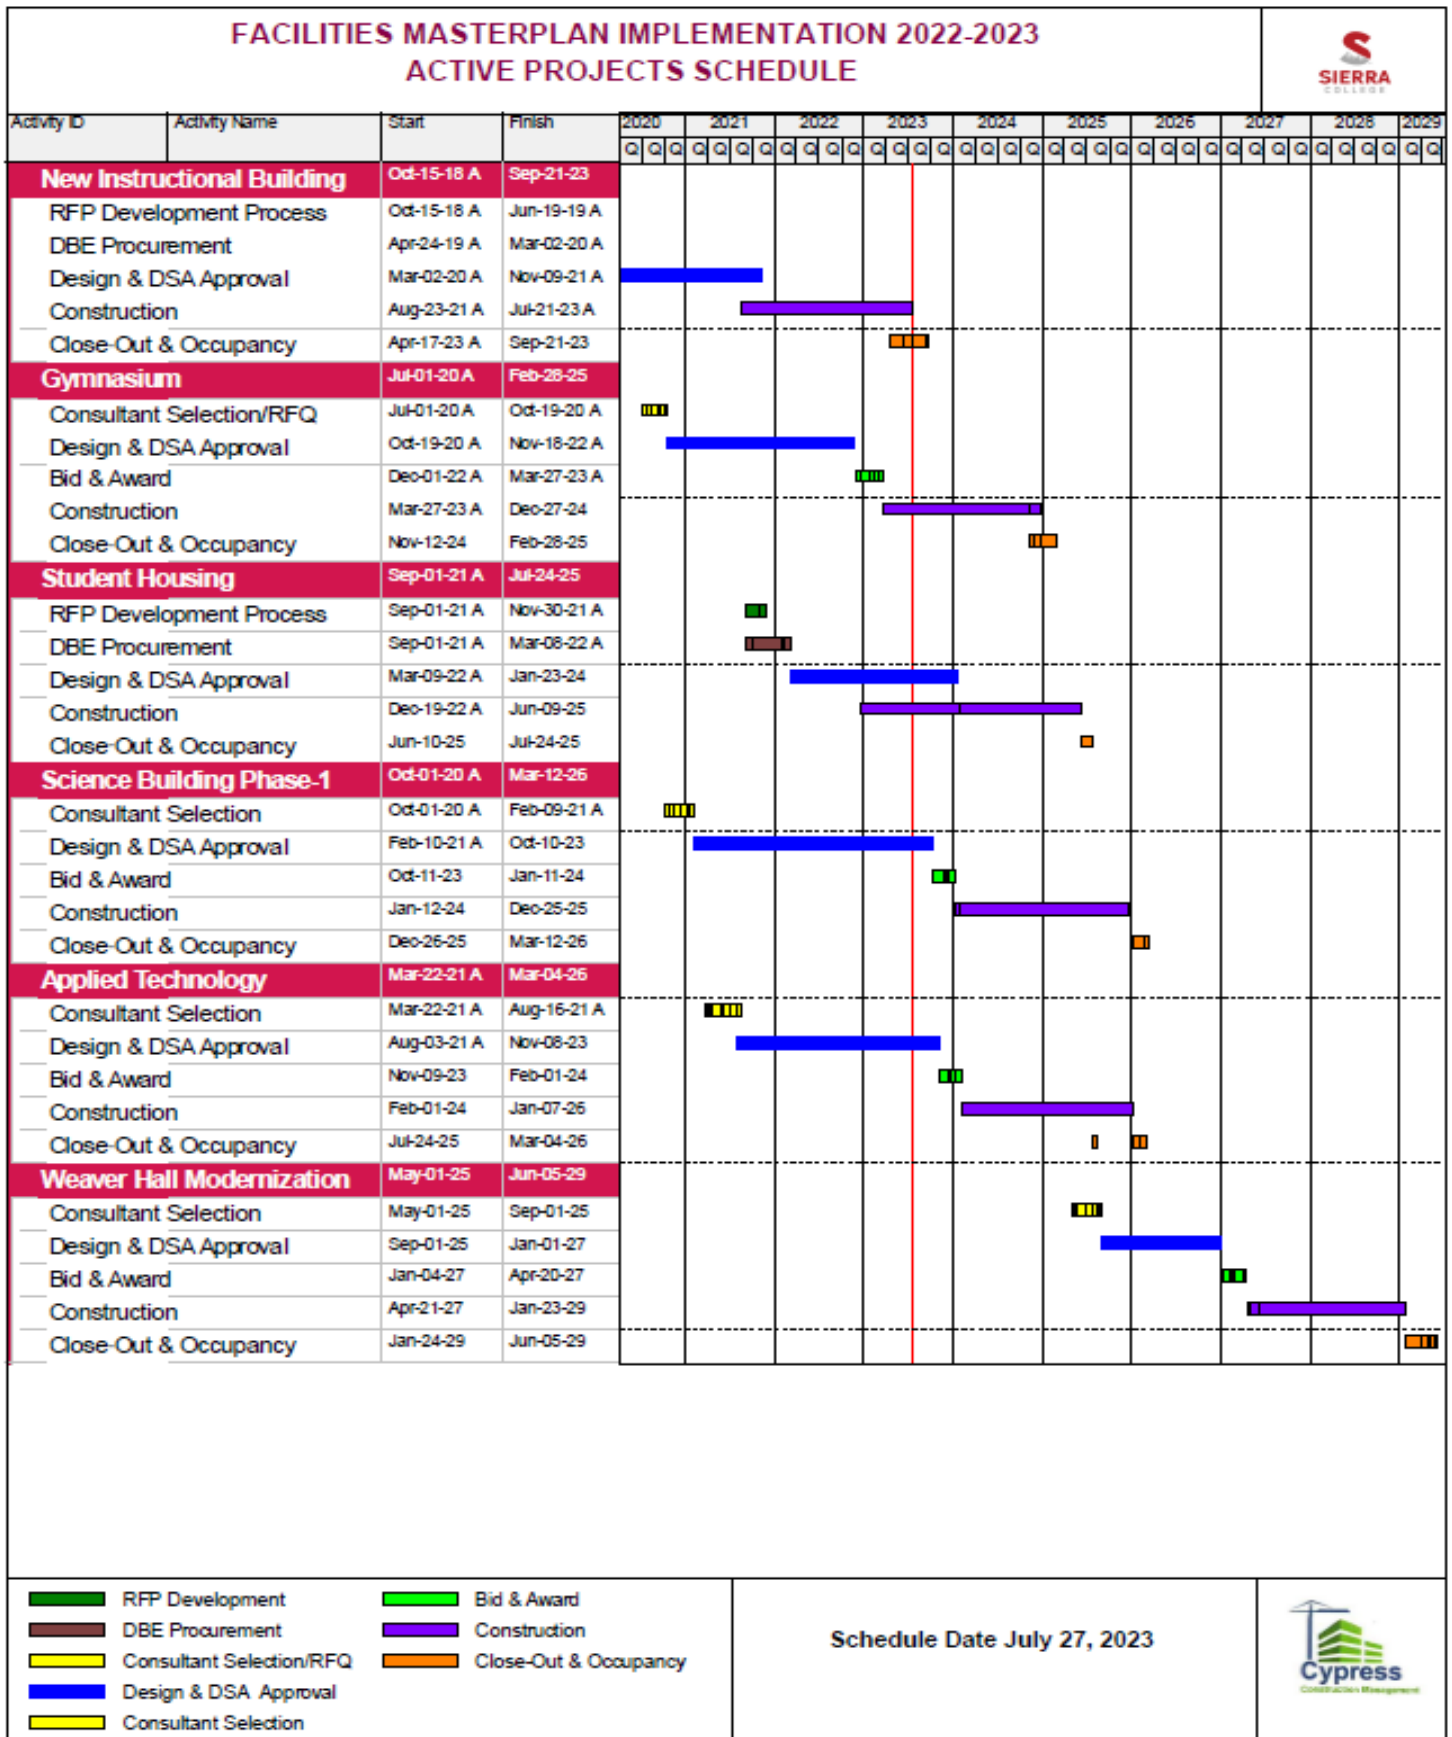 FACILITIES MASTERPLAN IMPLEMENTATION 2022-2023
ACTIVE PROJECTS SCHEDULE
SIERRA
COLLEGE
Activity ID Activity Name Start Finish 2020 2021 2022 2023 2024 2025 2026 2027 2028 2029
Q Q Q Q Q Q Q Q Q Q Q Q Q Q Q Q Q Q Q Q Q Q Q Q Q Q Q Q Q Q Q Q Q Q Q Q Q
New Instructional Building Oct-15-18 A Sep-21-23
RFP Development Process Oct-15-18 A Jun-19-19 A
DBE Procurement Apr-24-19 A Mar-02-20 A
Design & DSA Approval Mar-02-20 A Nov-09-21 A
Construction Aug-23-21 A Jul-21-23 A
Close-Out & Occupancy Apr-17-23 A Sep-21-23
Gymnasium Jul-01-20 A Feb-28-25
Consultant Selection/RFQ Jul-01-20 A Oct-19-20 A
Design & DSA Approval Oct-19-20 A Nov-18-22 A
Bid & Award Dec-01-22 A Mar-27-23 A
Construction Mar-27-23 A Dec-27-24
Close-Out & Occupancy Nov-12-24 Feb-28-25
Student Housing Sep-01-21 A Jul-24-25
RFP Development Process Sep-01-21 A Nov-30-21 A
DBE Procurement Sep-01-21 A Mar-08-22 A
Design & DSA Approval Mar-09-22 A Jan-23-24
Construction Dec-19-22 A Jun-09-25
Close-Out & Occupancy Jun-10-25 Jul-24-25
Science Building Phase-1 Oct-01-20 A Mar-12-26
Consultant Selection Oct-01-20 A Feb-09-21 A
Design & DSA Approval Feb-10-21 A Oct-10-23
Bid & Award Oct-11-23 Jan-11-24
Construction Jan-12-24 Dec-25-25
Close-Out & Occupancy Dec-26-25 Mar-12-26
Applied Technology Mar-22-21 A Mar-04-26
Consultant Selection Mar-22-21 A Aug-16-21 A
Design & DSA Approval Aug-03-21 A Nov-08-23
Bid & Award Nov-09-23 Feb-01-24
Construction Feb-01-24 Jan-07-26
Close-Out & Occupancy Jul-24-25 Mar-04-26
Weaver Hall Modernization May-01-25 Jun-05-29
Consultant Selection May-01-25 Sep-01-25
Design & DSA Approval Sep-01-25 Jan-01-27
Bid & Award Jan-04-27 Apr-20-27
Construction Apr-21-27 Jan-23-29
Close-Out & Occupancy Jan-24-29 Jun-05-29
RFP Development
DBE Procurement
Consultant Selection/RFQ
Design & DSA Approval
Consultant Selection
Bid & Award
Construction
Close-Out & Occupancy
Schedule Date July 27, 2023
Cypress
Construction Management